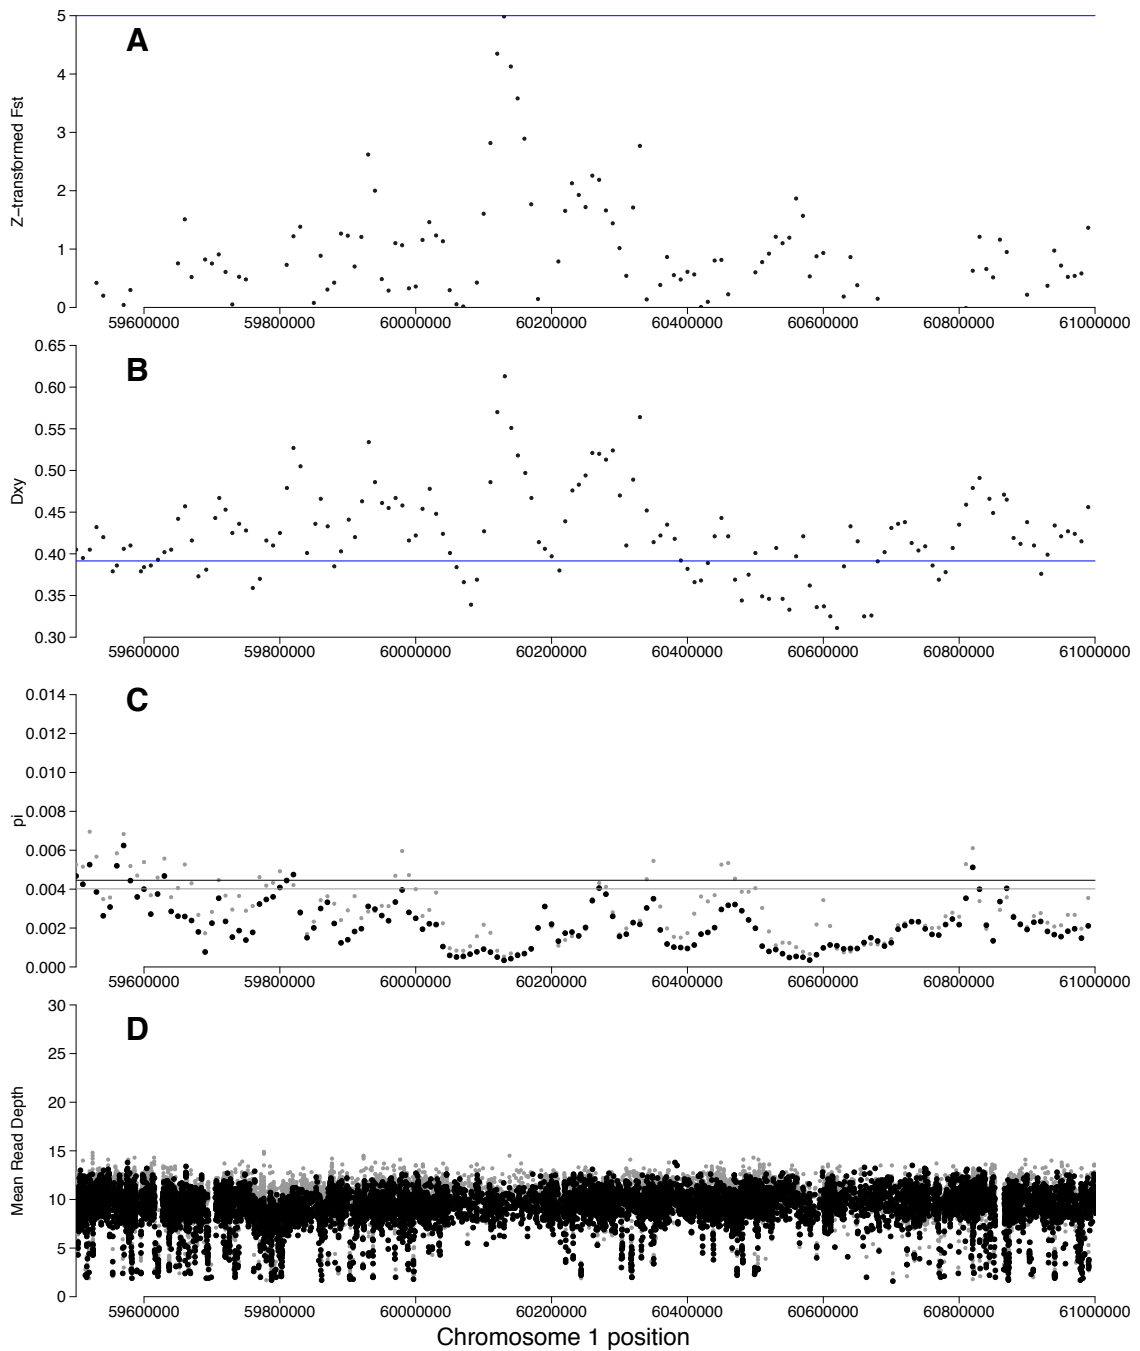 A
Z−transformed Fst
5
4
3
2
1
0
59600000 59800000 60000000 60200000 60400000 60600000 60800000 61000000
B
Dxy
0.65
0.60
0.55
0.50
0.45
0.40
0.35
0.30
59600000 59800000 60000000 60200000 60400000 60600000 60800000 61000000
C
pi
0.014
0.012
0.010
0.008
0.006
0.004
0.002
0.000
59600000 59800000 60000000 60200000 60400000 60600000 60800000 61000000
D
Mean Read Depth
30
25
20
15
10
5
0
59600000 59800000 60000000 60200000 60400000 60600000 60800000 61000000
Chromosome 1 position